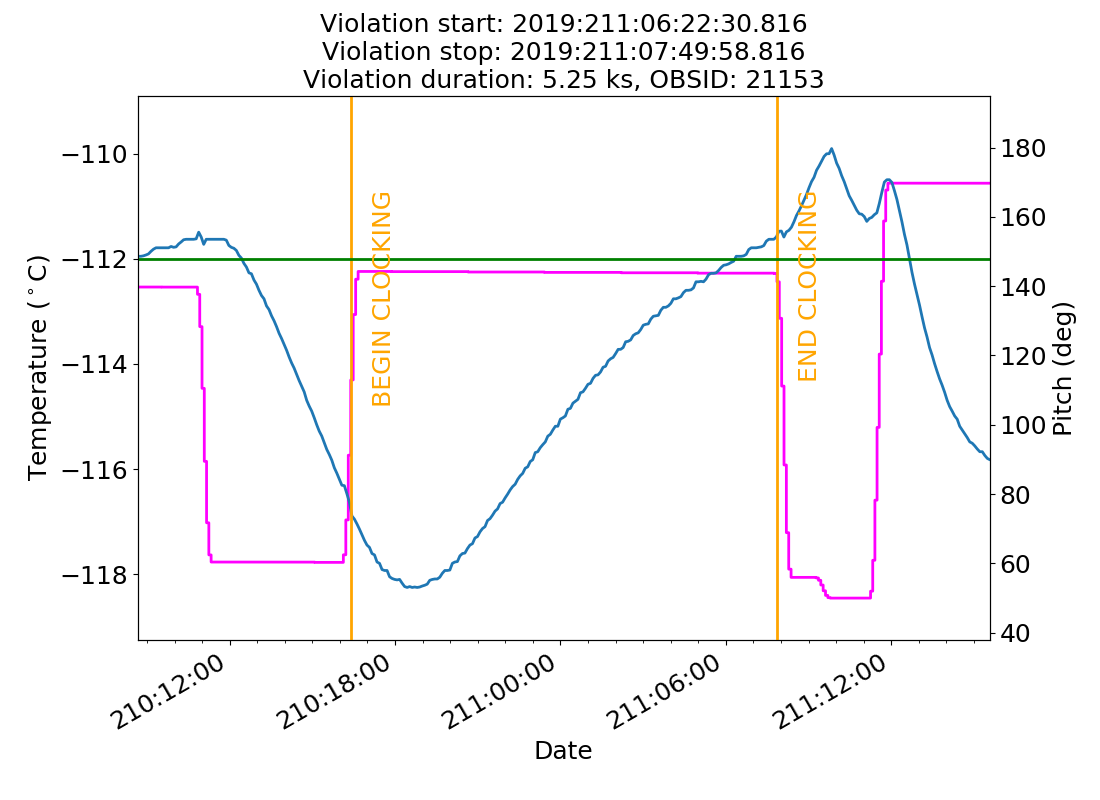 Violation start: 2019:211:06:22:30.816
Violation stop: 2019:211:07:49:58.816
Violation duration: 5.25 ks, OBSID: 21153
−110
−112
−114
−116
−118
Temperature (°C)
BEGIN CLOCKING
END CLOCKING
180
160
140
120
100
80
60
40
Pitch (deg)
210:12:00
210:18:00
211:00:00
211:06:00
211:12:00
Date